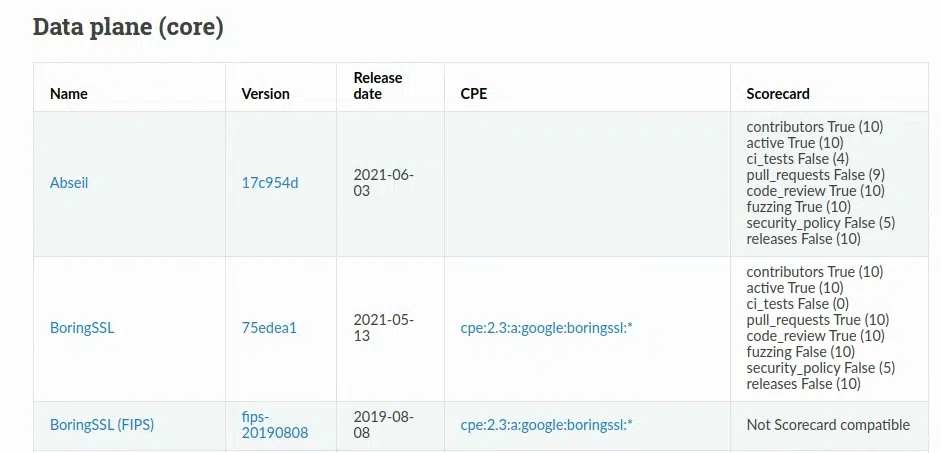 Data plane (core)
Name
Version
Release
date
CPE
Scorecard
Abseil
17c954d
2021-06-
03
contributors True (10)
active True (10)
ci_tests False (4)
pull_requests False (9)
code_review True (10)
fuzzing True (10)
security_policy False (5)
releases False (10)
BoringSSL
75edea1
2021-05-
13
cpe:2.3:a:google:boringssl:*
contributors True (10)
active True (10)
ci_tests False (0)
pull_requests True (10)
code_review True (10)
fuzzing False (10)
security_policy False (5)
releases False (10)
BoringSSL (FIPS)
fips-
20190808
2019-08-
08
cpe:2.3:a:google:boringssl:*
Not Scorecard compatible